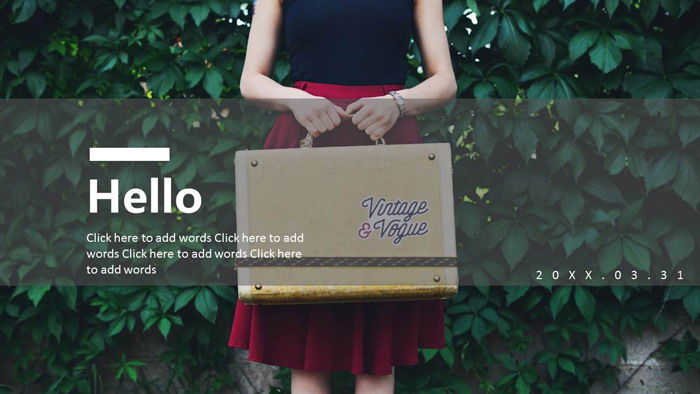 Hello
Click here to add words Click here to add
words Click here to add words Click here
to add words
Vintage
& Vogue
20XX.03.31